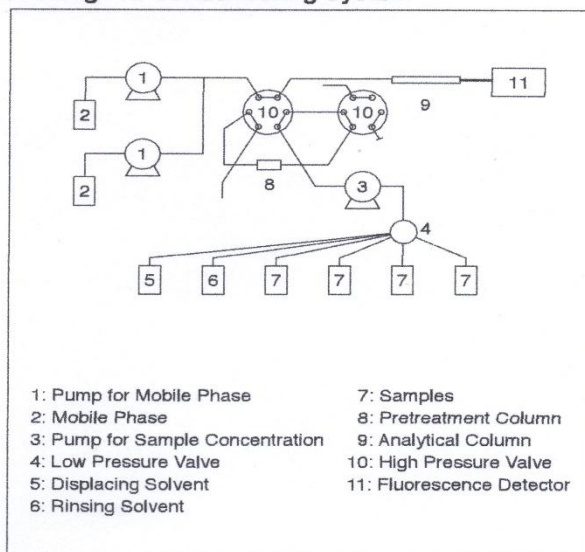 1
11
2
10
10
9
1
8
3
2
4
5
6
7
7
7
7
1: Pump for Mobile Phase
2: Mobile Phase
3: Pump for Sample Concentration
4: Low Pressure Valve
5: Displacing Solvent
6: Rinsing Solvent
7: Samples
8: Pretreatment Column
9: Analytical Column
10: High Pressure Valve
11: Fluorescence Detector